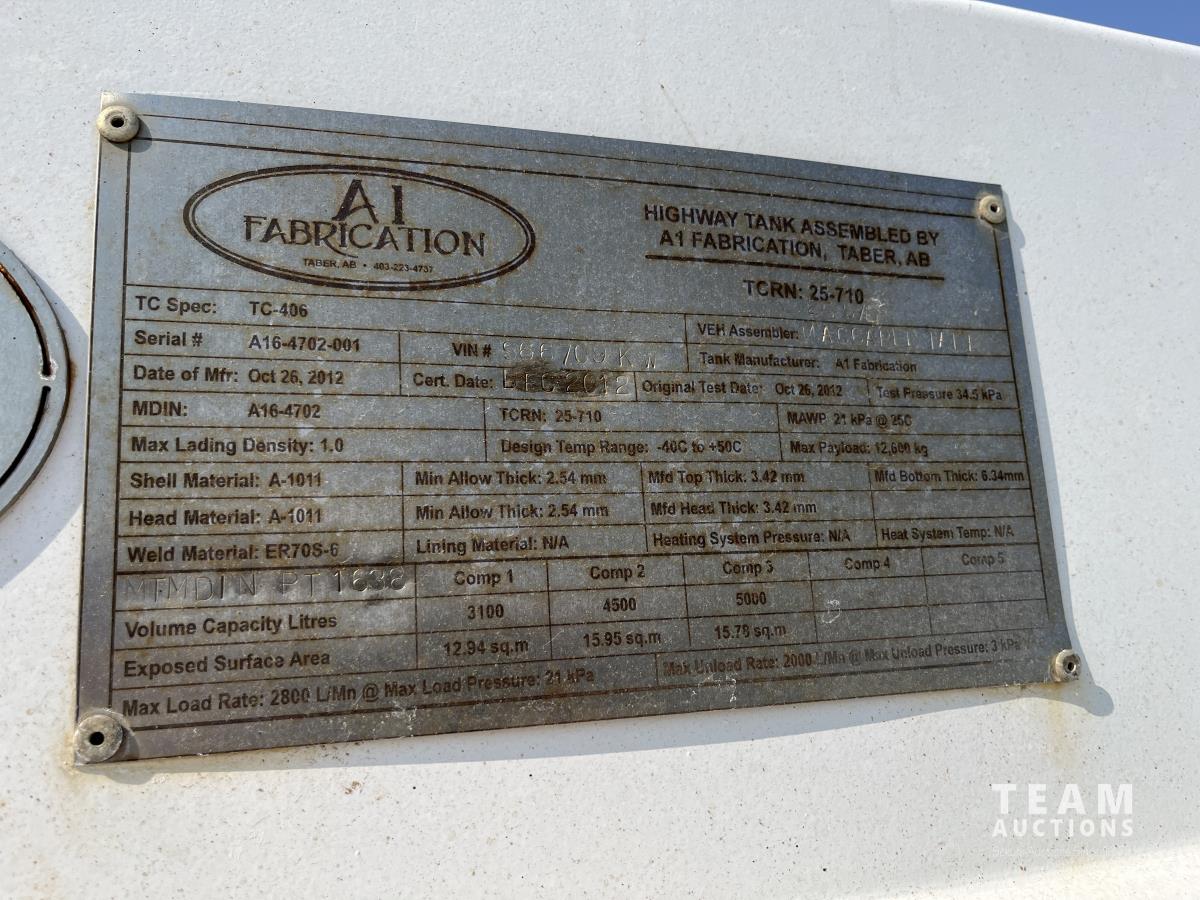 A1
FABRICATION
TABER, AB • 403-223-4737
HIGHWAY TANK ASSEMBLED BY
A1 FABRICATION, TABER, AB
TCRN: 25-710
TC Spec: TC-406
Serial # A16-4702-001
VIN #
VEH Assembler:
Tank Manufacturer: A1 Fabrication
Date of Mfr: Oct 26, 2012
Cert. Date: DEC 2012
Original Test Date: Oct 26, 2012
Test Pressure 34.5 kPa
MDIN: A16-4702
TCRN: 25-710
MAWP 21 kPa @ 25C
Max Lading Density: 1.0
Design Temp Range: -40C to +50C
Max Payload: 12,600 kg
Shell Material: A-1011
Min Allow Thick: 2.54 mm
Mfd Top Thick: 3.42 mm
Mfd Bottom Thick: 6.34mm
Head Material: A-1011
Min Allow Thick: 2.54 mm
Mfd Head Thick: 3.42 mm
Weld Material: ER70S-6
Lining Material: N/A
Heating System Pressure: N/A
Heat System Temp: N/A
MFMDIN PT 1638
Comp 1 Comp 2 Comp 3 Comp 4 Comp 5
Volume Capacity Litres 3100 4500 5000
Exposed Surface Area 12.94 sq.m 15.95 sq.m 15.78 sq.m
Max Load Rate: 2800 L/Mn @ Max Load Pressure: 21 kPa
Max Unload Rate: 2000 L/Mn @ Max Unload Pressure: 3 kPa
TEAM
AUCTIONS